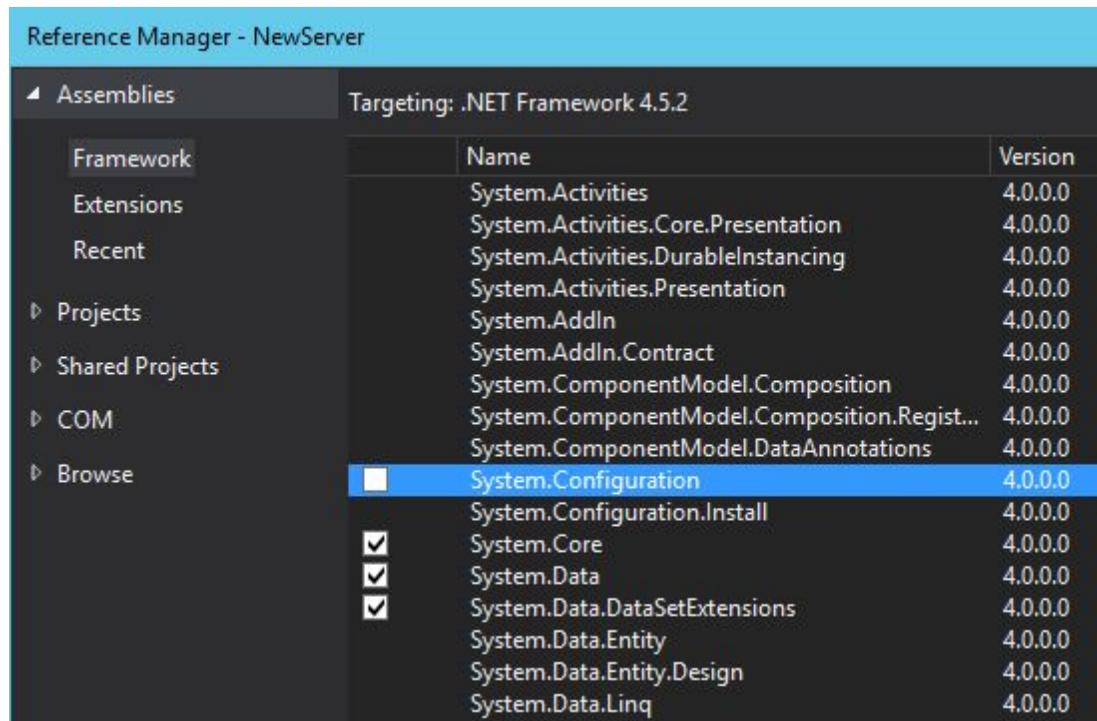 Reference Manager - NewServer
Assemblies
Framework
Extensions
Recent
Projects
Shared Projects
COM
Browse
Targeting: .NET Framework 4.5.2
Name Version
System.Activities 4.0.0.0
System.Activities.Core.Presentation 4.0.0.0
System.Activities.DurableInstancing 4.0.0.0
System.Activities.Presentation 4.0.0.0
System.AddIn 4.0.0.0
System.AddIn.Contract 4.0.0.0
System.ComponentModel.Composition 4.0.0.0
System.ComponentModel.Composition.Regist... 4.0.0.0
System.ComponentModel.DataAnnotations 4.0.0.0
System.Configuration 4.0.0.0
System.Configuration.Install 4.0.0.0
System.Core 4.0.0.0
System.Data 4.0.0.0
System.Data.DataSetExtensions 4.0.0.0
System.Data.Entity 4.0.0.0
System.Data.Entity.Design 4.0.0.0
System.Data.Linq 4.0.0.0